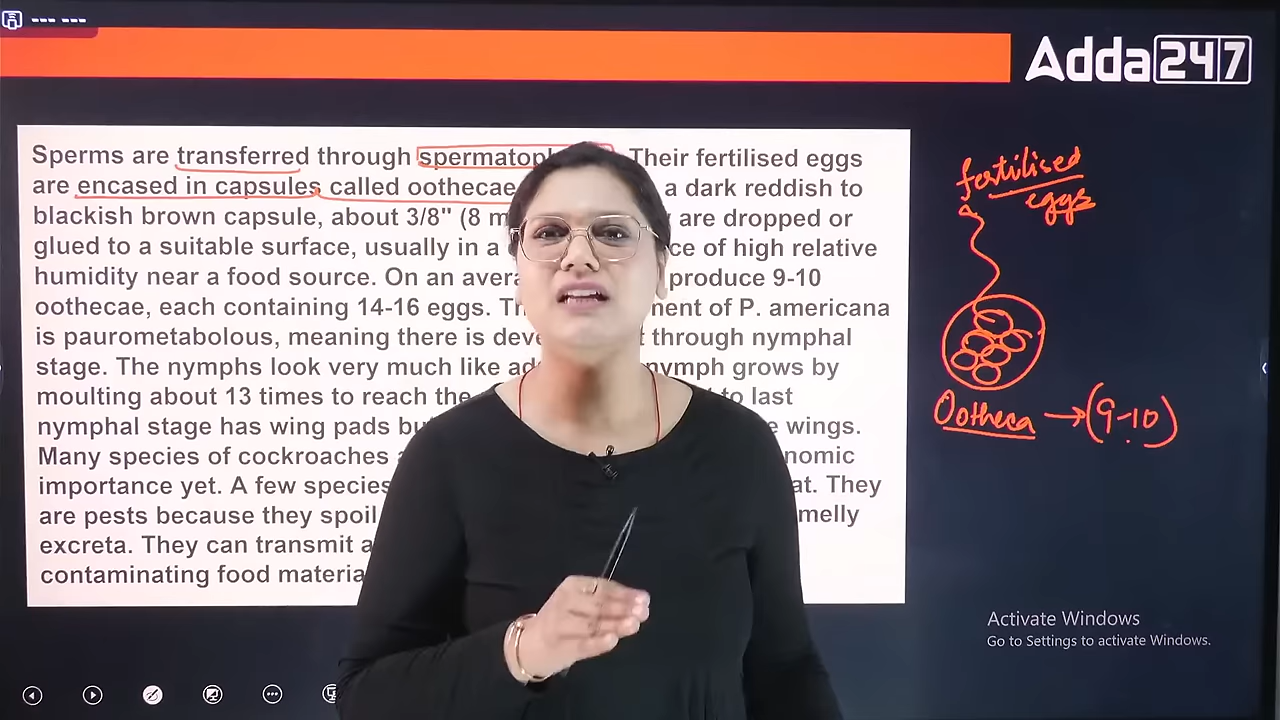 Adda247
Sperms are transferred through spermatoph Their fertilised eggs
are encased in capsules called oothecae a dark reddish to
blackish brown capsule, about 3/8" (8 m are dropped or
glued to a suitable surface, usually in a ce of high relative
humidity near a food source. On an avera produce 9-10
oothecae, each containing 14-16 eggs. Th ment of P. americana
is paurometabolous, meaning there is deve t through nymphal
stage. The nymphs look very much like ad nymph grows by
moulting about 13 times to reach the to last
nymphal stage has wing pads bu e wings.
Many species of cockroaches a nomic
importance yet. A few species at. They
are pests because they spoil melly
excreta. They can transmit a
contaminating food materia
fertilised
eggs
Ootheca → (9-10)
Activate Windows
Go to Settings to activate Windows.